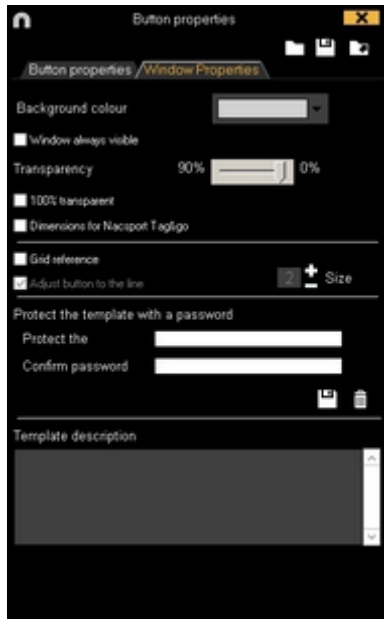 Button properties
Button properties Window Properties
Background colour
Window always visible
Transparency 90% 0%
100% transparent
Dimensions for Nacsport Tag&go
Grid reference
Adjust button to the line 2 Size
Protect the template with a password
Protect the
Confirm password
Template description